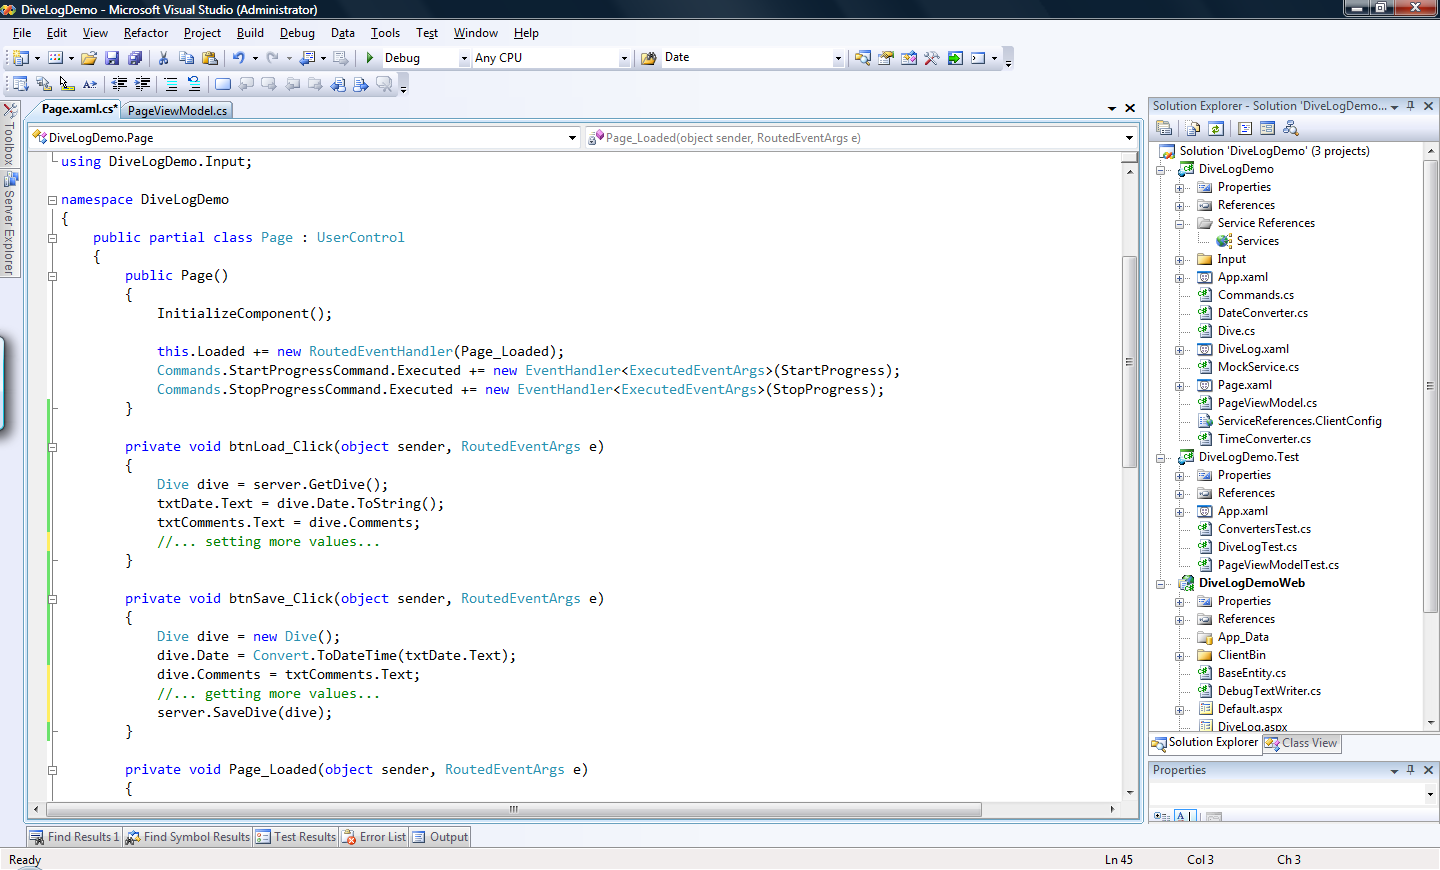 DiveLogDemo - Microsoft Visual Studio (Administrator)
File Edit View Refactor Project Build Debug Data Tools Test Window Help
Debug Any CPU Date
Toolbox
Server Explorer
Page.xaml.cs* PageViewModel.cs
DiveLogDemo.Page Page_Loaded(object sender, RoutedEventArgs e)
using DiveLogDemo.Input;
namespace DiveLogDemo
{
public partial class Page : UserControl
{
public Page()
{
InitializeComponent();
this.Loaded += new RoutedEventHandler(Page_Loaded);
Commands.StartProgressCommand.Executed += new EventHandler<ExecutedEventArgs>(StartProgress);
Commands.StopProgressCommand.Executed += new EventHandler<ExecutedEventArgs>(StopProgress);
}
private void btnLoad_Click(object sender, RoutedEventArgs e)
{
Dive dive = server.GetDive();
txtDate.Text = dive.Date.ToString();
txtComments.Text = dive.Comments;
//... setting more values...
}
private void btnSave_Click(object sender, RoutedEventArgs e)
{
Dive dive = new Dive();
dive.Date = Convert.ToDateTime(txtDate.Text);
dive.Comments = txtComments.Text;
//... getting more values...
server.SaveDive(dive);
}
private void Page_Loaded(object sender, RoutedEventArgs e)
{
Solution Explorer - Solution 'DiveLogDemo...
Solution 'DiveLogDemo' (3 projects)
DiveLogDemo
Properties
References
Service References
Services
Input
App.xaml
Commands.cs
DateConverter.cs
Dive.cs
DiveLog.xaml
MockService.cs
Page.xaml
PageViewModel.cs
ServiceReferences.ClientConfig
TimeConverter.cs
DiveLogDemo.Test
Properties
References
App.xaml
ConvertersTest.cs
DiveLogTest.cs
PageViewModelTest.cs
DiveLogDemoWeb
Properties
References
App_Data
ClientBin
BaseEntity.cs
DebugTextWriter.cs
Default.aspx
DiveLog.aspx
Solution Explorer Class View
Properties
Find Results 1 Find Symbol Results Test Results Error List Output
Ready Ln 45 Col 3 Ch 3